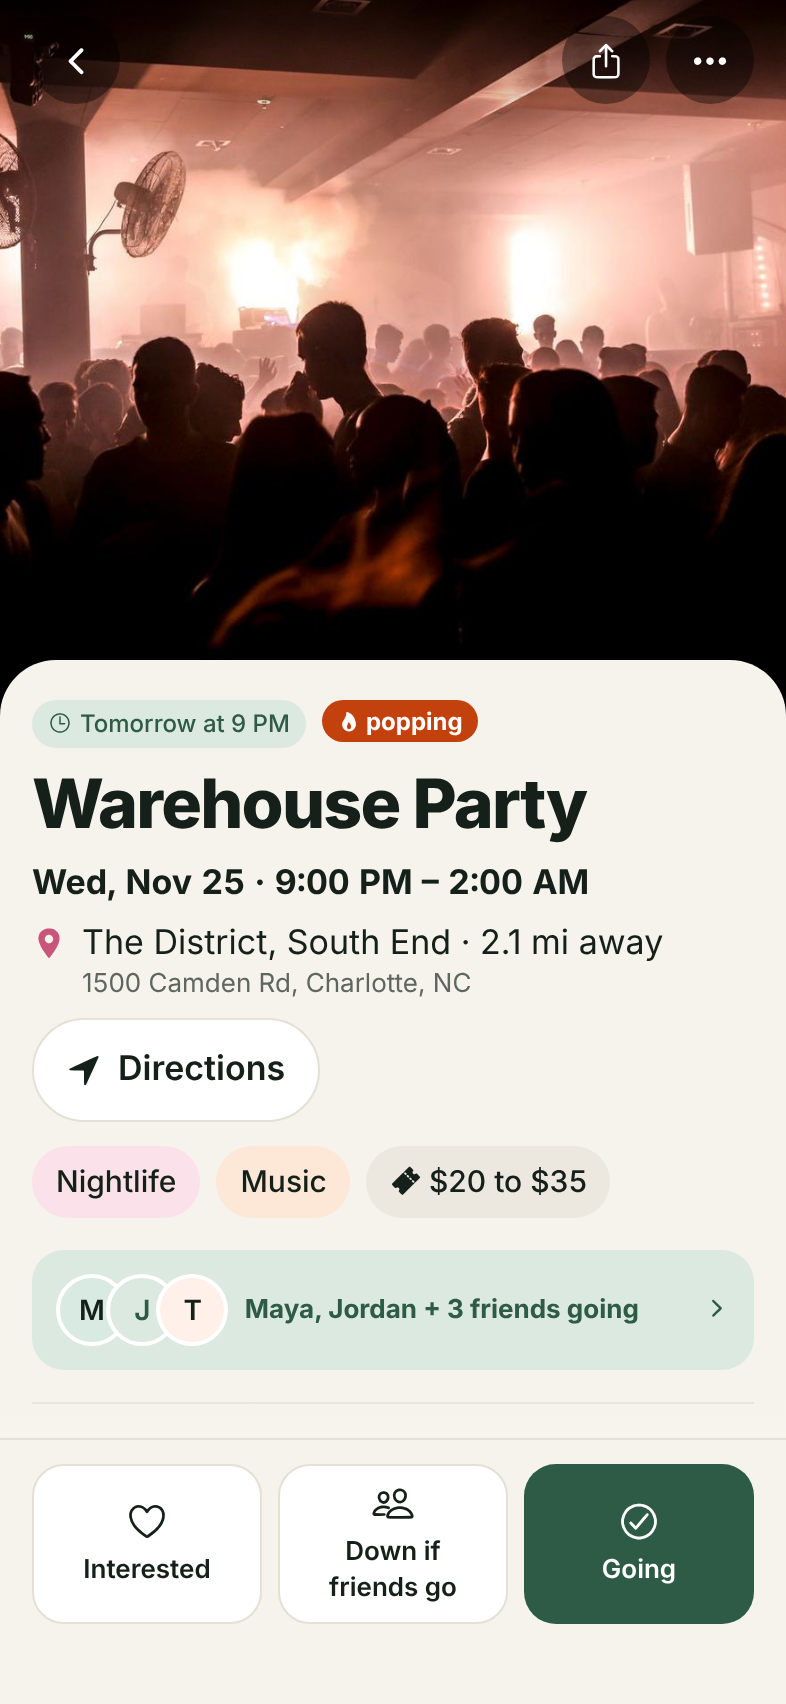 Tomorrow at 9 PM
popping
Warehouse Party
Wed, Nov 25 · 9:00 PM – 2:00 AM
The District, South End · 2.1 mi away
1500 Camden Rd, Charlotte, NC
Directions
Nightlife
Music
$20 to $35
M
J
T
Maya, Jordan + 3 friends going
Interested
Down if
friends go
Going